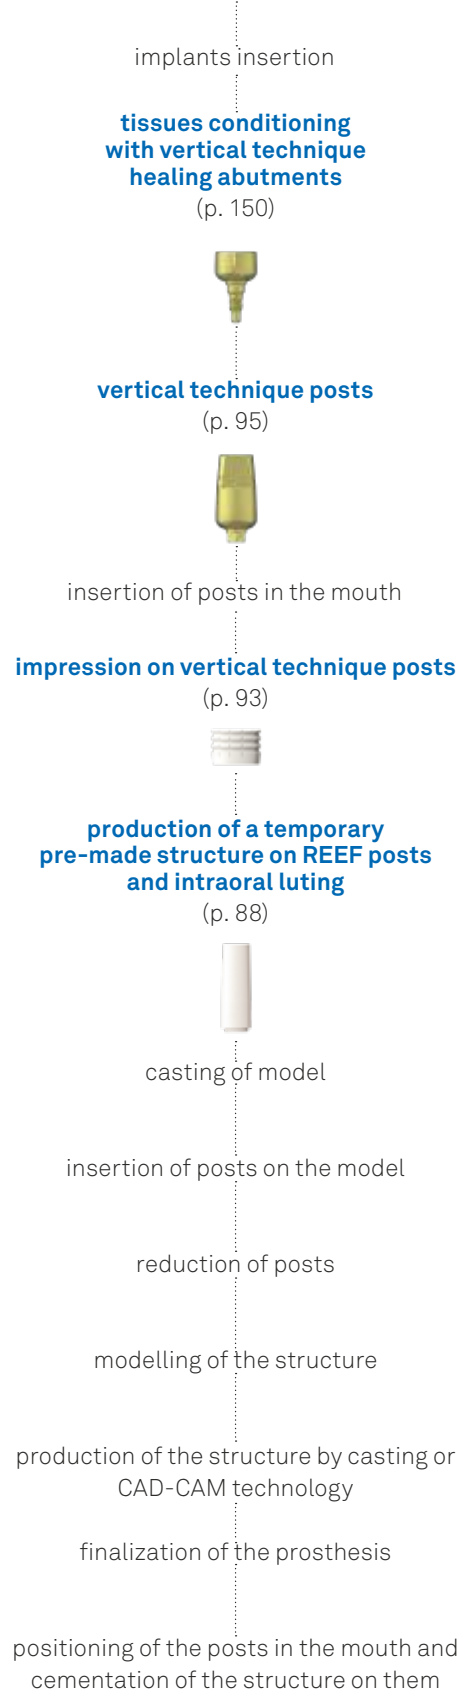 implants insertion
tissues conditioning
with vertical technique
healing abutments
(p. 150)
vertical technique posts
(p. 95)
insertion of posts in the mouth
impression on vertical technique posts
(p. 93)
production of a temporary
pre-made structure on REEF posts
and intraoral luting
(p. 88)
casting of model
insertion of posts on the model
reduction of posts
modelling of the structure
production of the structure by casting or
CAD-CAM technology
finalization of the prosthesis
positioning of the posts in the mouth and
cementation of the structure on them